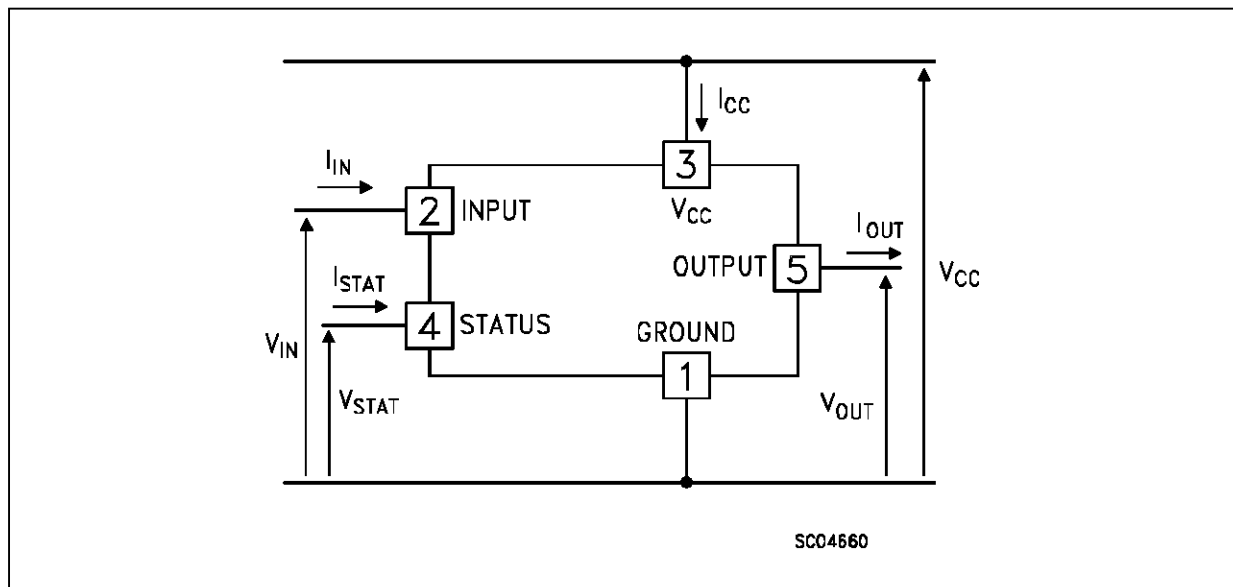 I_CC
I_IN
3
2 INPUT
V_CC
I_OUT
OUTPUT 5
V_CC
I_STAT
4 STATUS
GROUND
V_IN
1
V_STAT
V_OUT
SC04660